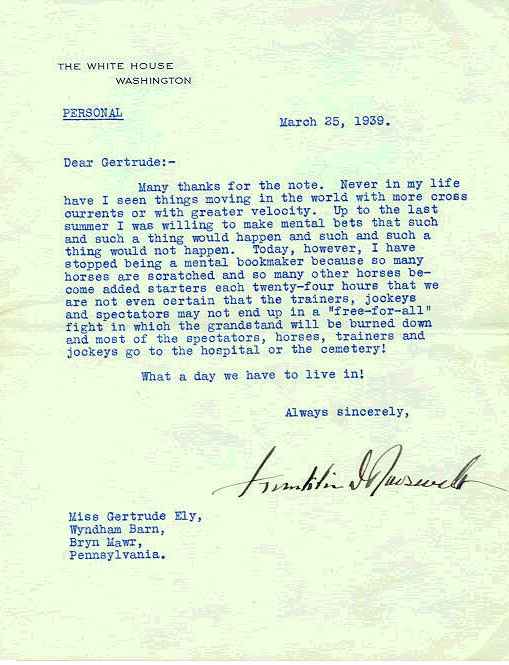 THE WHITE HOUSE
WASHINGTON
PERSONAL
March 25, 1939.
Dear Gertrude:-
Many thanks for the note. Never in my life
have I seen things moving in the world with more cross
currents or with greater velocity. Up to the last
summer I was willing to make mental bets that such
and such a thing would happen and such and such a
thing would not happen. Today, however, I have
stopped being a mental bookmaker because so many
horses are scratched and so many other horses be-
come added starters each twenty-four hours that we
are not even certain that the trainers, jockeys
and spectators may not end up in a "free-for-all"
fight in which the grandstand will be burned down
and most of the spectators, horses, trainers and
jockeys go to the hospital or the cemetery!
What a day we have to live in!
Always sincerely,
Franklin D Roosevelt
Miss Gertrude Ely,
Wyndham Barn,
Bryn Mawr,
Pennsylvania.